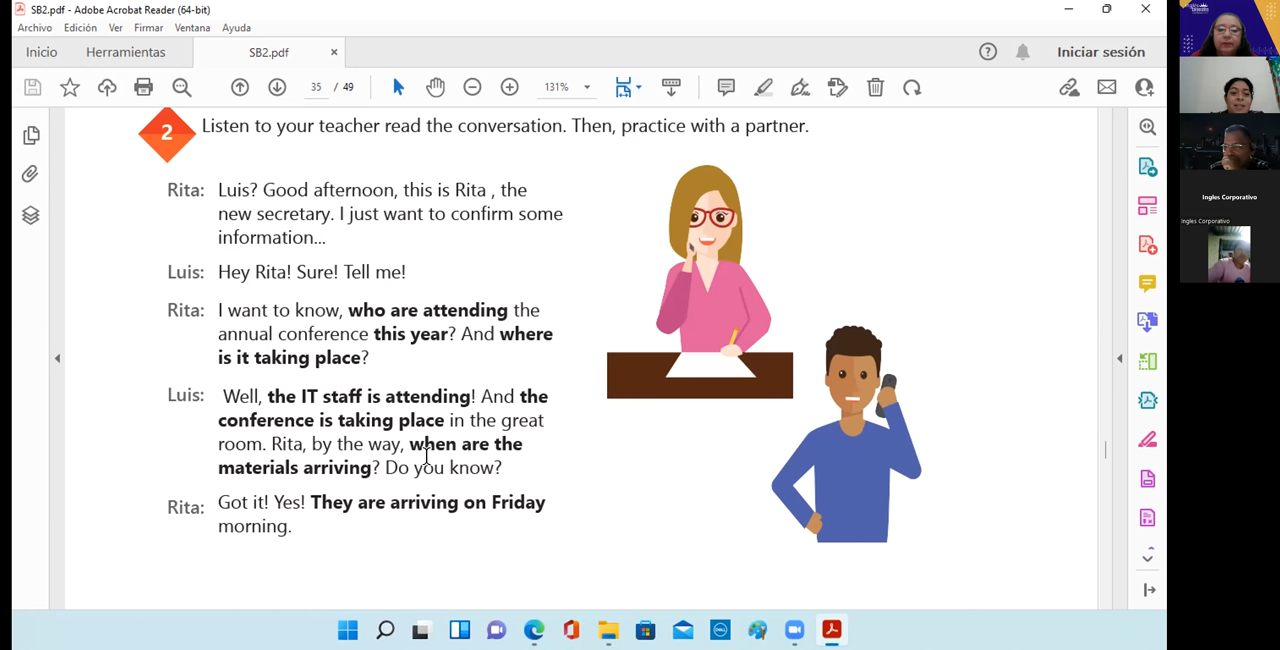 SB2.pdf - Adobe Acrobat Reader (64-bit)
Archivo Edición Ver Firmar Ventana Ayuda
Inicio Herramientas SB2.pdf × Iniciar sesión
35 / 49 131%
2 Listen to your teacher read the conversation. Then, practice with a partner.
Rita: Luis? Good afternoon, this is Rita , the
new secretary. I just want to confirm some
information...
Luis: Hey Rita! Sure! Tell me!
Rita: I want to know, who are attending the
annual conference this year? And where
is it taking place?
Luis: Well, the IT staff is attending! And the
conference is taking place in the great
room. Rita, by the way, when are the
materials arriving? Do you know?
Rita: Got it! Yes! They are arriving on Friday
morning.
Ingles Corporativo
Ingles Corporativo
DELL